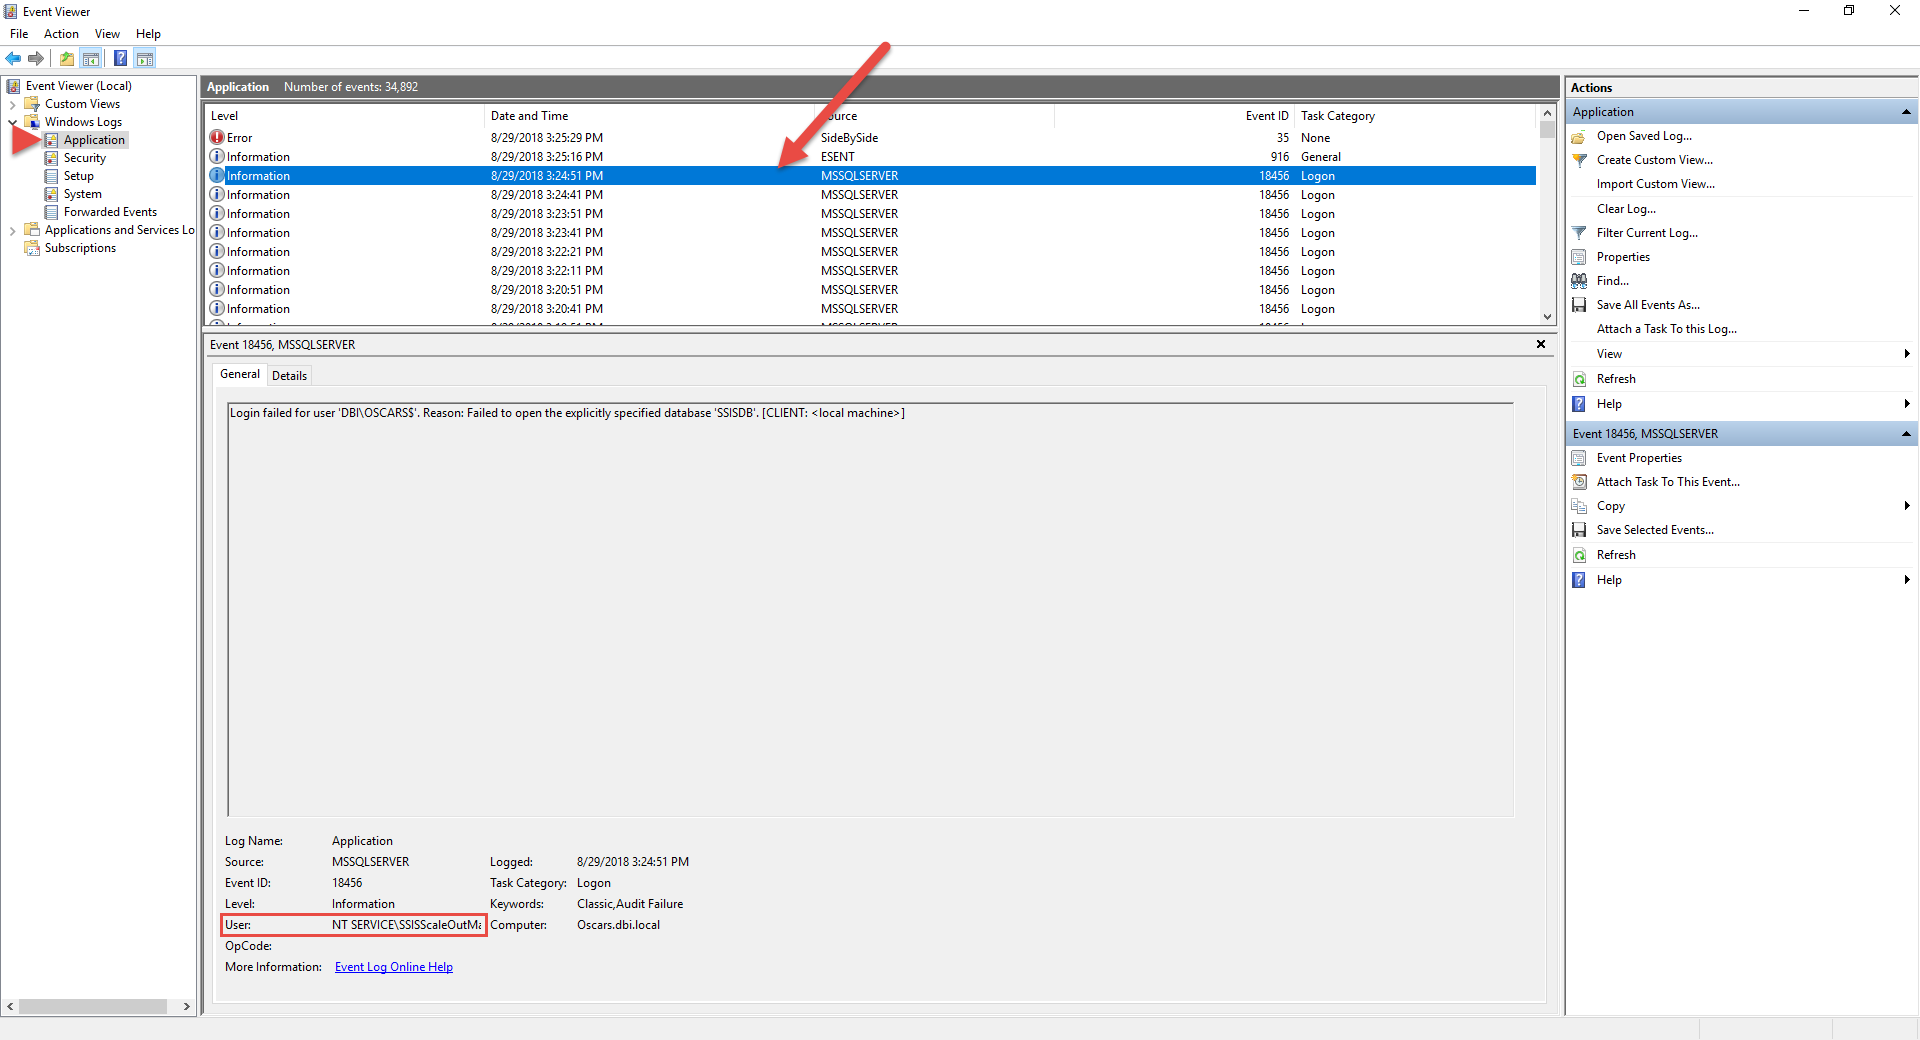 Event Viewer
File Action View Help
Event Viewer (Local)
Custom Views
Windows Logs
Application
Security
Setup
System
Forwarded Events
Applications and Services Lo
Subscriptions
Application Number of events: 34,892
Level Date and Time Source Event ID Task Category
Error 8/29/2018 3:25:29 PM SideBySide 35 None
Information 8/29/2018 3:25:16 PM ESENT 916 General
Information 8/29/2018 3:24:51 PM MSSQLSERVER 18456 Logon
Information 8/29/2018 3:24:41 PM MSSQLSERVER 18456 Logon
Information 8/29/2018 3:23:51 PM MSSQLSERVER 18456 Logon
Information 8/29/2018 3:23:41 PM MSSQLSERVER 18456 Logon
Information 8/29/2018 3:22:21 PM MSSQLSERVER 18456 Logon
Information 8/29/2018 3:22:11 PM MSSQLSERVER 18456 Logon
Information 8/29/2018 3:20:51 PM MSSQLSERVER 18456 Logon
Information 8/29/2018 3:20:41 PM MSSQLSERVER 18456 Logon
Event 18456, MSSQLSERVER
General Details
Login failed for user 'DBI\OSCARS$'. Reason: Failed to open the explicitly specified database 'SSISDB'. [CLIENT: <local machine>]
Log Name: Application
Source: MSSQLSERVER Logged: 8/29/2018 3:24:51 PM
Event ID: 18456 Task Category: Logon
Level: Information Keywords: Classic,Audit Failure
User: NT SERVICE\SSISScaleOutMa Computer: Oscars.dbi.local
OpCode:
More Information: Event Log Online Help
Actions
Application
Open Saved Log...
Create Custom View...
Import Custom View...
Clear Log...
Filter Current Log...
Properties
Find...
Save All Events As...
Attach a Task To this Log...
View
Refresh
Help
Event 18456, MSSQLSERVER
Event Properties
Attach Task To This Event...
Copy
Save Selected Events...
Refresh
Help